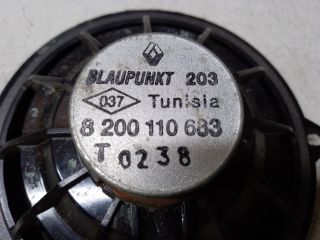 BLAUPUNKT 203
037 Tunisia
8 200 110 683
T 0238